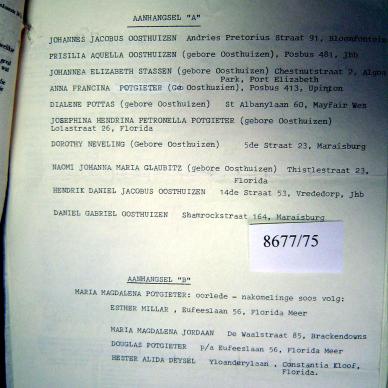 AANHANGSEL "A"
JOHANNES JACOBUS OOSTHUIZEN Andries Pretorius Straat 91, Bloemfontein
PRISILIA AQUELLA OOSTHUIZEN (gebore Oosthuizen), Posbus 481, Jhb
JOHANNEA ELIZABETH STASSEN (gebore Oosthuizen) Chestnutstraat 7, Algoa
Park, Port Elizabeth
ANNA FRANCINA POTGIETER (Geb Oosthuzien), Posbus 413, Upington
DIALENE POTTAS (gebore Oosthuizen) St Albanylaan 60, Mayfair Wes
JOSEPHINA HENDRINA PETRONELLA POTGIETER (gebore Oosthuizen)
Lolastraat 26, Florida
DOROTHY NEVELING (Gebore Oosthuizen) 5de Straat 23, Maraisburg
NAOMI JOHANNA MARIA GLAUBITZ (gebore Oosthuizen) Thistlestraat 23,
Florida
HENDRIK DANIEL JACOBUS OOSTHUIZEN 14de Straat 53, Vrededorp, Jhb
DANIEL GABRIEL OOSTHUIZEN Shamrockstraat 164, Maraisburg
8677/75
AANHANGSEL "B"
MARIA MAGDALENA POTGIETER: oorlede - nakomelinge soos volg:
ESTHER MILLAR , Eufeeslaan 56, Florida Meer
MARIA MAGDALENA JORDAAN De Waalstraat 85, Brackendowns
DOUGLAS POTGIETER p/a Eufeeslaan 56, Florida Meer
HESTER ALIDA DEYSEL Yloanderylaan , Constantia Kloof,
Florida.